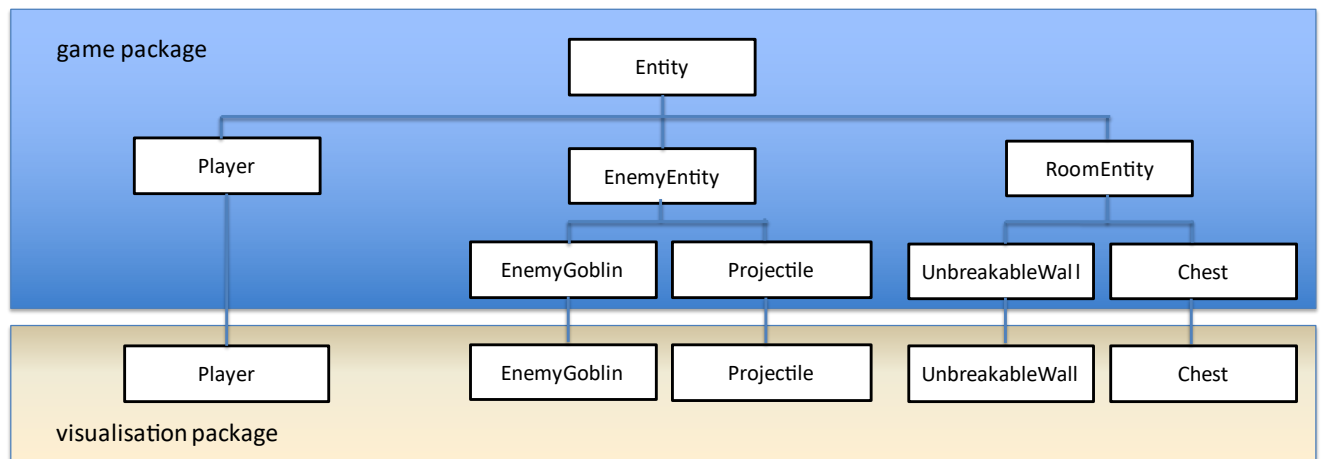 game package
Entity
Player
EnemyEntity
RoomEntity
EnemyGoblin
Projectile
UnbreakableWall
Chest
Player
EnemyGoblin
Projectile
UnbreakableWall
Chest
visualisation package